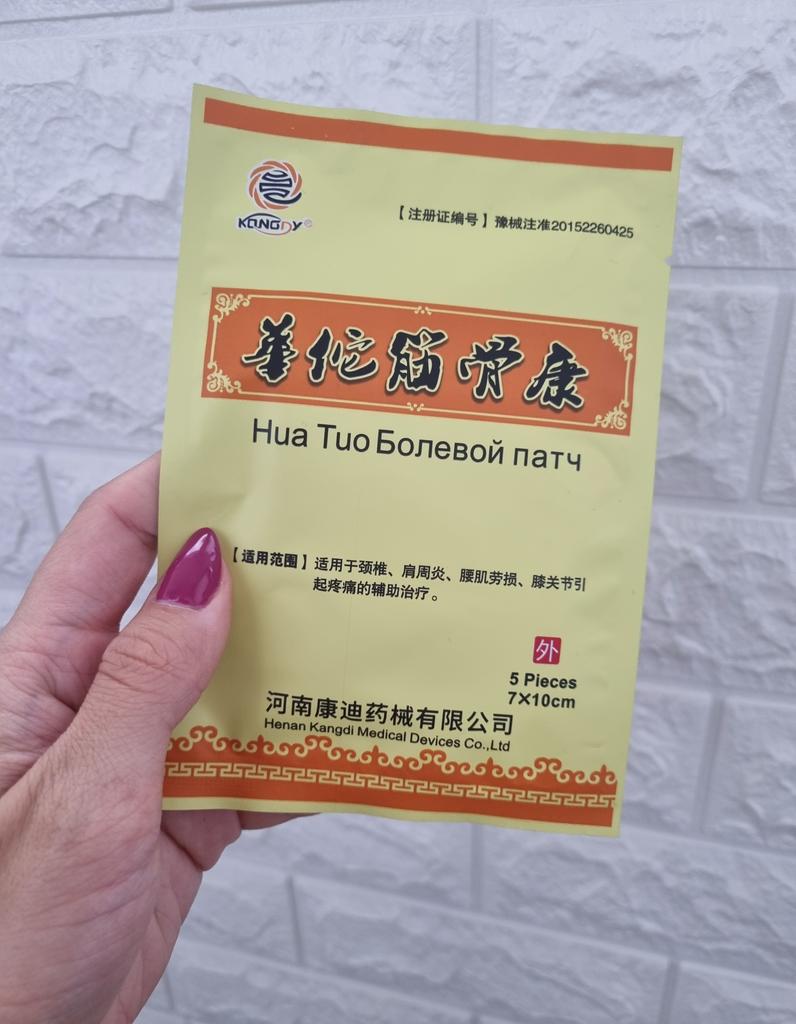 KANGDY®
【注册证编号】豫械注准20152260425
华佗筋骨康
Hua Tuo Болевой патч
【适用范围】适用于颈椎、肩周炎、腰肌劳损、膝关节引
起疼痛的辅助治疗。
外
5 Pieces
7×10cm
河南康迪药械有限公司
Henan Kangdi Medical Devices Co.,Ltd